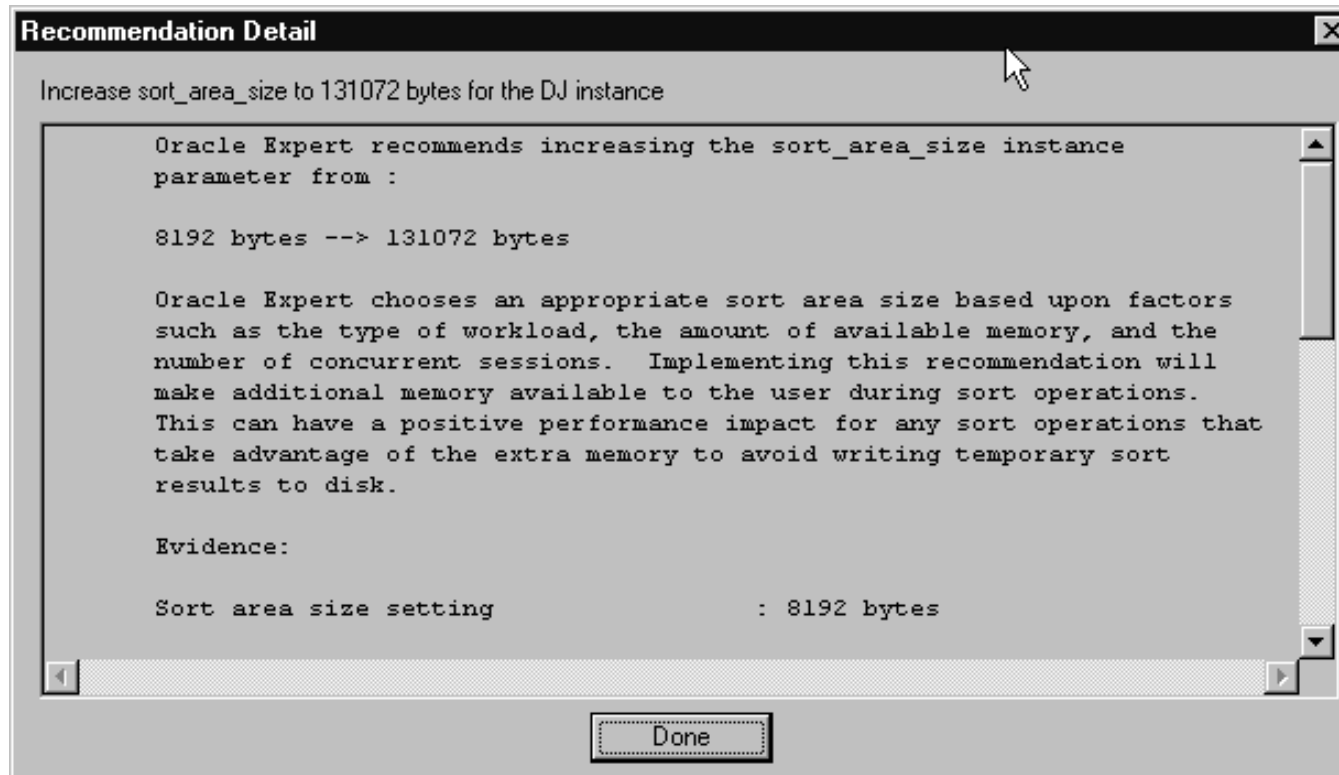 Recommendation Detail
Increase sort_area_size to 131072 bytes for the DJ instance
Oracle Expert recommends increasing the sort_area_size instance
parameter from :
8192 bytes --> 131072 bytes
Oracle Expert chooses an appropriate sort area size based upon factors
such as the type of workload, the amount of available memory, and the
number of concurrent sessions.  Implementing this recommendation will
make additional memory available to the user during sort operations.
This can have a positive performance impact for any sort operations that
take advantage of the extra memory to avoid writing temporary sort
results to disk.
Evidence:
Sort area size setting : 8192 bytes
Done